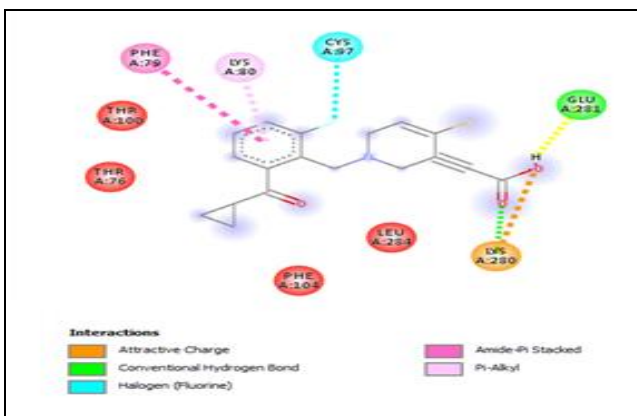 PHE
A:79
LYS
A:80
CYS
A:97
GLU
A:281
THR
A:100
THR
A:76
H
N
O
O
O
LEU
A:284
LYS
A:280
PHE
A:104
Interactions
Attractive Charge
Conventional Hydrogen Bond
Halogen (Fluorine)
Amide-Pi Stacked
Pi-Alkyl